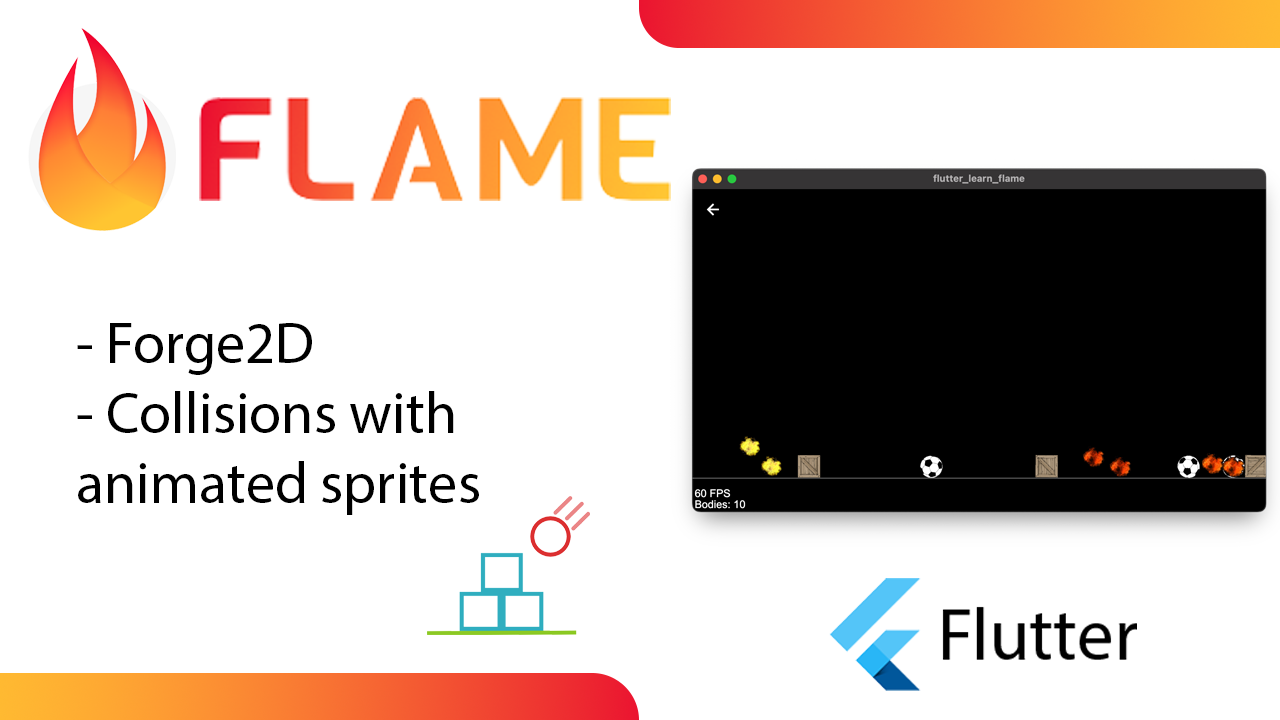 FLAME
flutter_learn_flame
- Forge2D
- Collisions with
animated sprites
60 FPS
Bodies: 10
Flutter